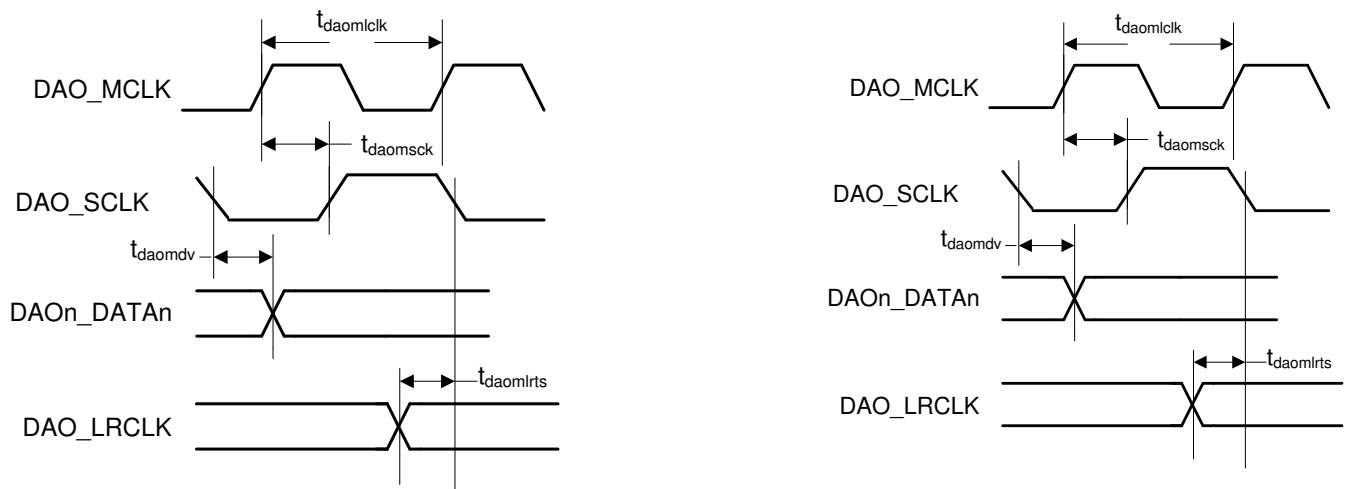 t_daomlclk
DAO_MCLK
t_daomsck
DAO_SCLK
t_daomdv
DAOn_DATAn
t_daomlrts
DAO_LRCLK
t_daomlclk
DAO_MCLK
t_daomsck
DAO_SCLK
t_daomdv
DAOn_DATAn
t_daomlrts
DAO_LRCLK